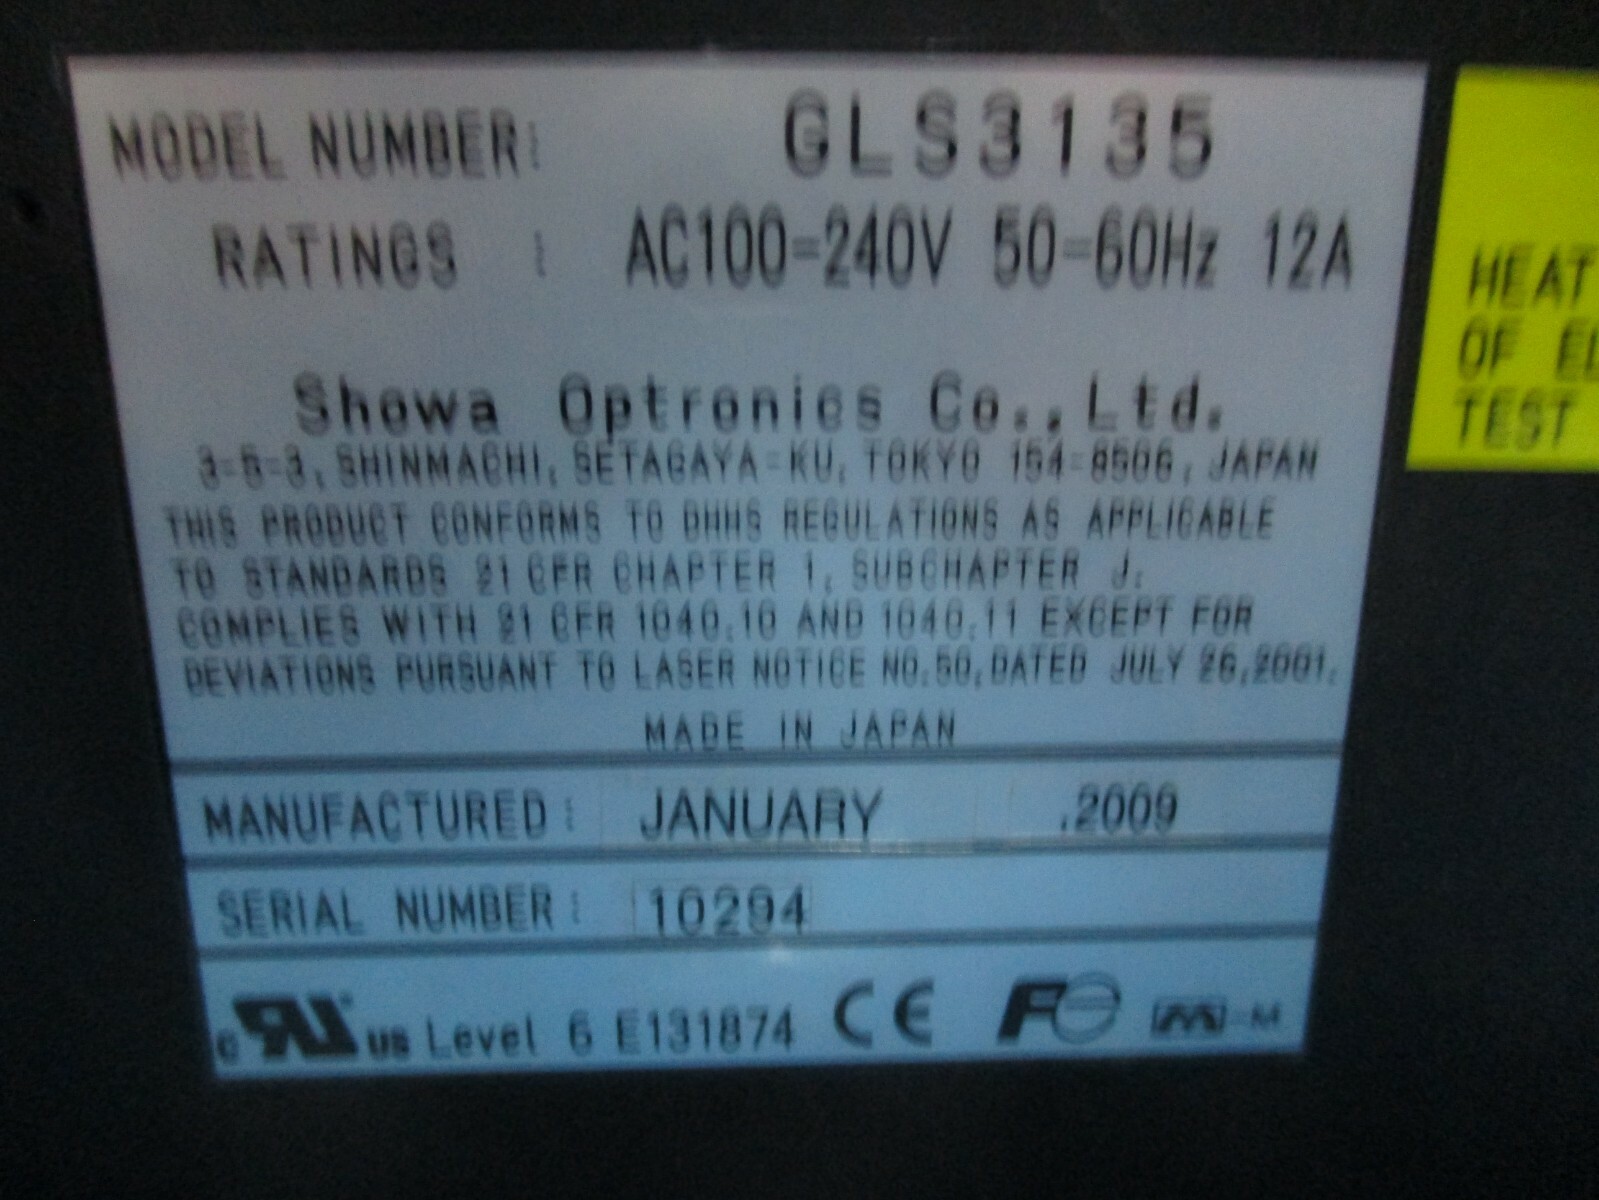 MODEL NUMBER: GLS3135
RATINGS : AC100-240V 50-60Hz 12A
Showa Optronics Co., Ltd.
3-5-3, SHINMACHI, SETAGAYA-KU, TOKYO 154-8506, JAPAN
THIS PRODUCT CONFORMS TO DHHS REGULATIONS AS APPLICABLE
TO STANDARDS 21 CFR CHAPTER 1, SUBCHAPTER J.
COMPLIES WITH 21 CFR 1040.10 AND 1040.11 EXCEPT FOR
DEVIATIONS PURSUANT TO LASER NOTICE NO.50, DATED JULY 26,2001.
MADE IN JAPAN
MANUFACTURED: JANUARY .2009
SERIAL NUMBER: 10294
c RU us Level 6 E131874 CE F M-M
HEAT
OF
TEST